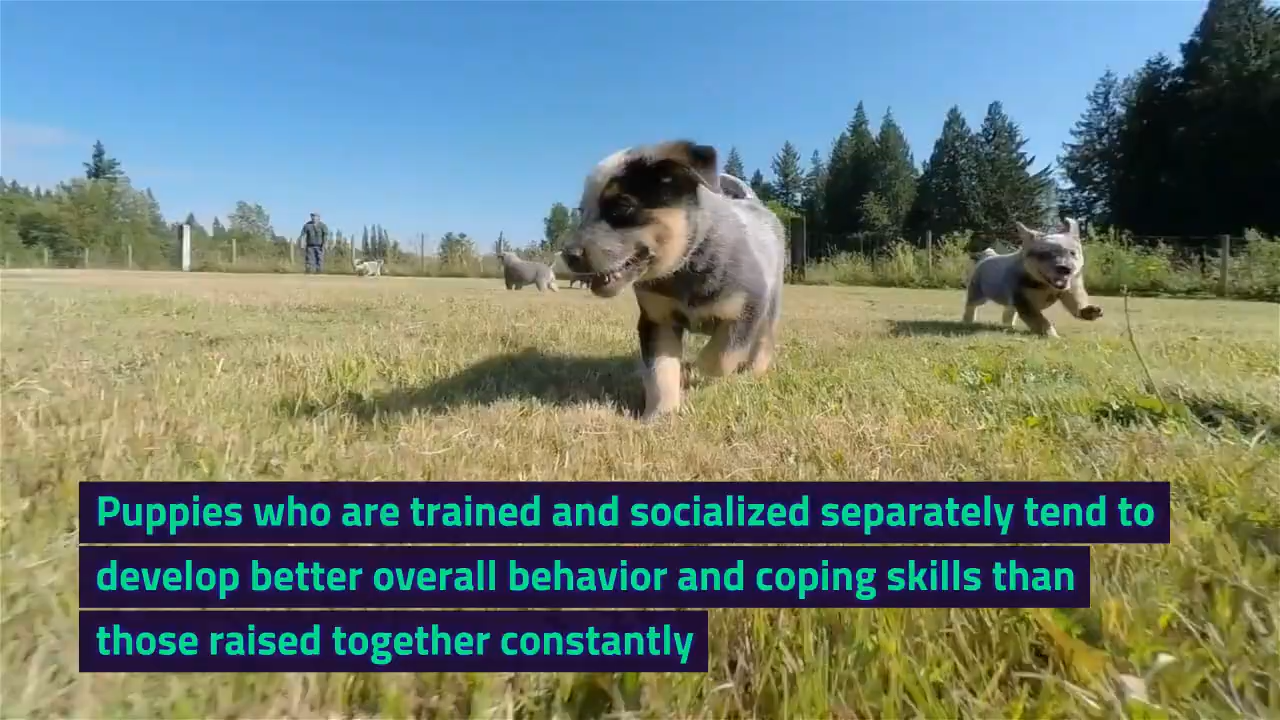 Puppies who are trained and socialized separately tend to
develop better overall behavior and coping skills than
those raised together constantly